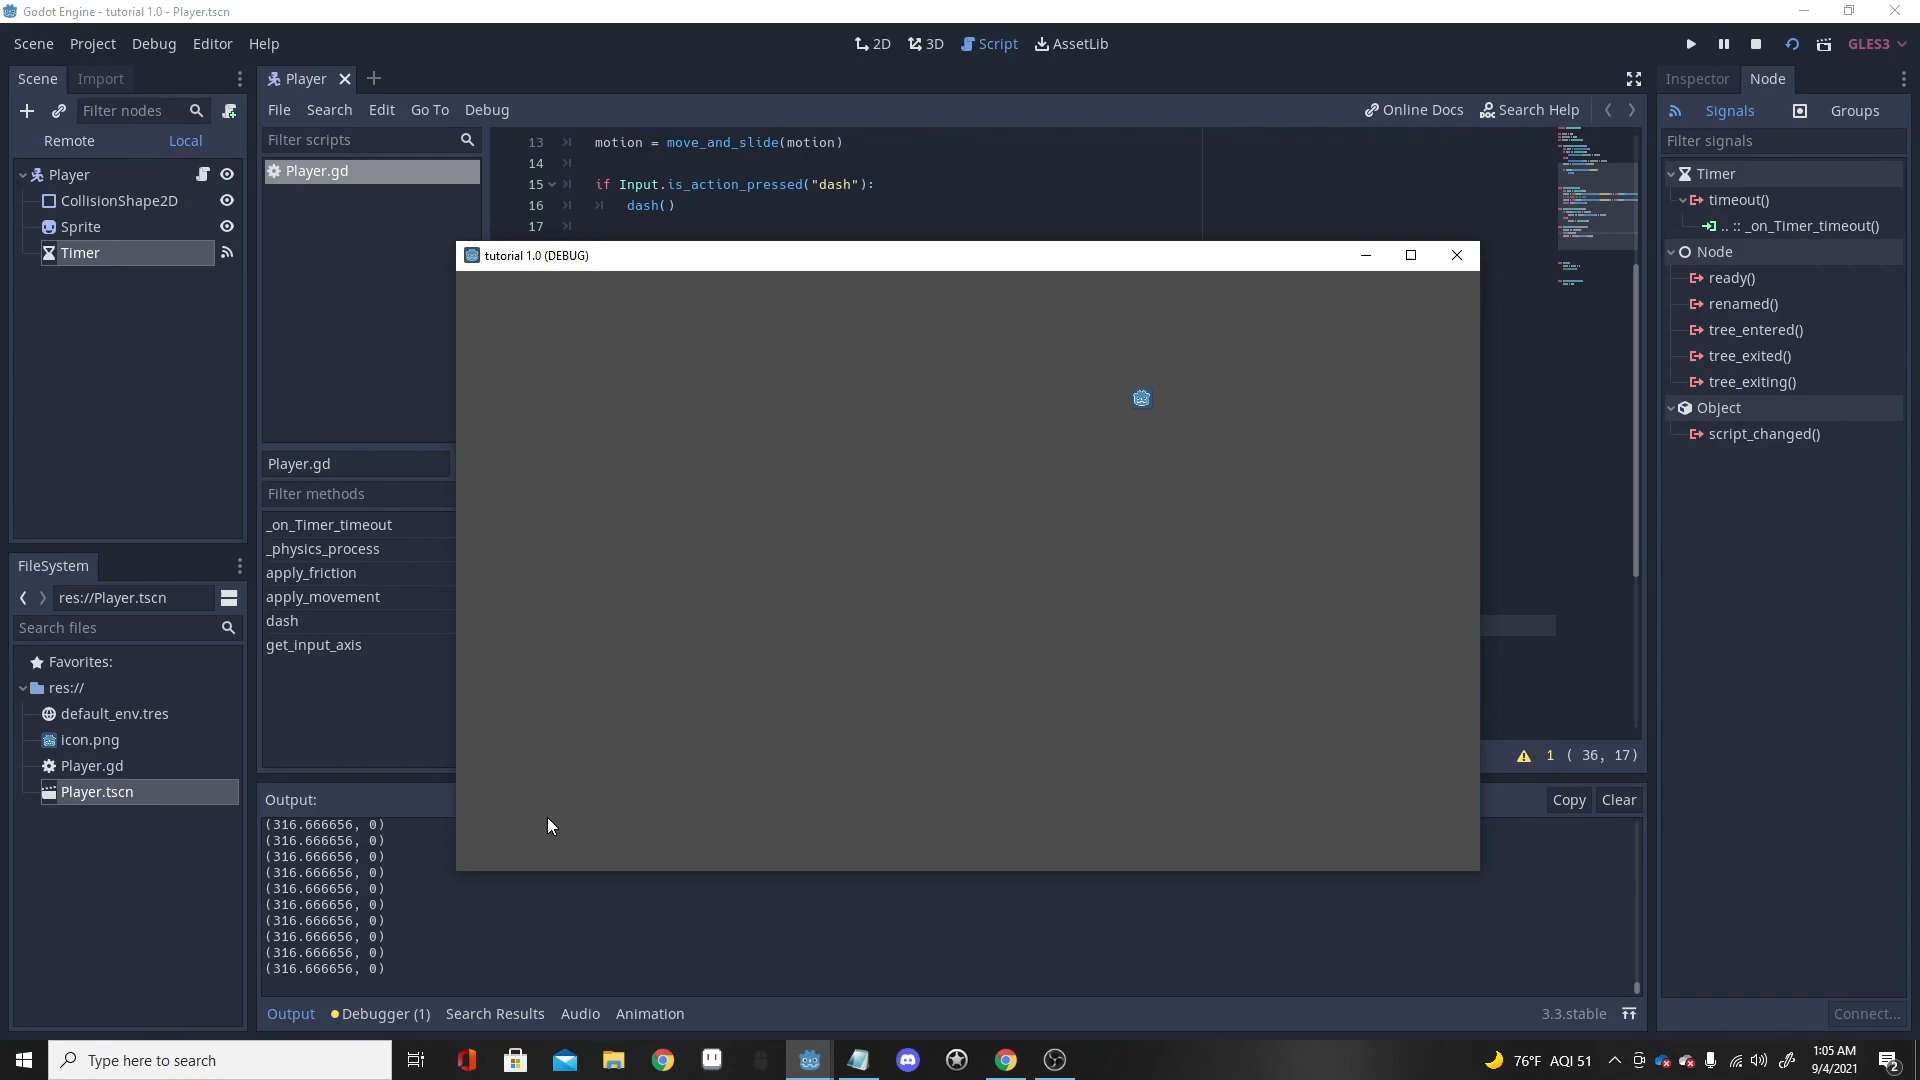 Godot Engine - tutorial 1.0 - Player.tscn
Scene Project Debug Editor Help
2D 3D Script AssetLib
GLES3
Scene Import
Filter nodes
Remote Local
Player
CollisionShape2D
Sprite
Timer
FileSystem
res://Player.tscn
Search files
Favorites:
res://
default_env.tres
icon.png
Player.gd
Player.tscn
Player
File Search Edit Go To Debug
Online Docs Search Help
Filter scripts
Player.gd
Player.gd
Filter methods
_on_Timer_timeout
_physics_process
apply_friction
apply_movement
dash
get_input_axis
13 motion = move_and_slide(motion)
14
15 if Input.is_action_pressed("dash"):
16 dash()
17
tutorial 1.0 (DEBUG)
1 ( 36, 17)
Output:
Copy Clear
(316.666656, 0)
(316.666656, 0)
(316.666656, 0)
(316.666656, 0)
(316.666656, 0)
(316.666656, 0)
(316.666656, 0)
(316.666656, 0)
(316.666656, 0)
(316.666656, 0)
Output Debugger (1) Search Results Audio Animation
3.3.stable
Inspector Node
Signals Groups
Filter signals
Timer
timeout()
.. :: _on_Timer_timeout()
Node
ready()
renamed()
tree_entered()
tree_exited()
tree_exiting()
Object
script_changed()
Connect...
Type here to search
76°F AQI 51
1:05 AM
9/4/2021
2